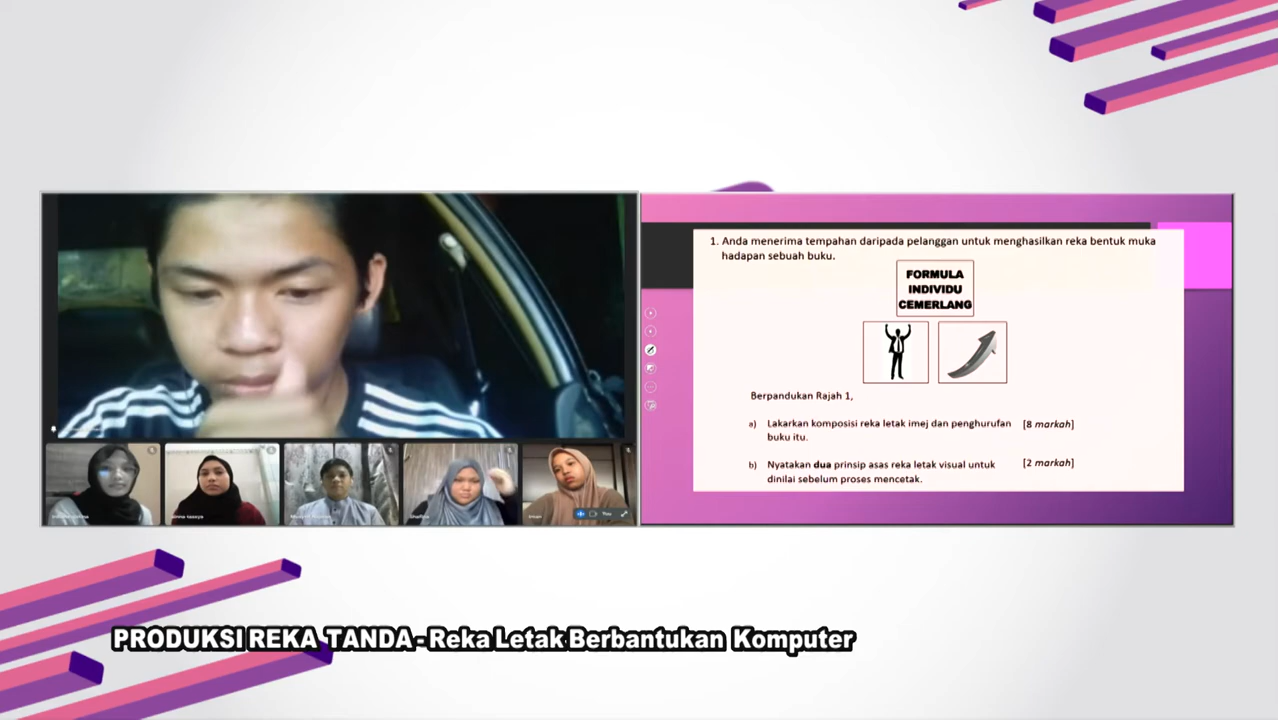 1. Anda menerima tempahan daripada pelanggan untuk menghasilkan reka bentuk muka
hadapan sebuah buku.
FORMULA
INDIVIDU
CEMERLANG
Berpandukan Rajah 1,
a) Lakarkan komposisi reka letak imej dan penghurufan [8 markah]
buku itu.
b) Nyatakan dua prinsip asas reka letak visual untuk [2 markah]
dinilai sebelum proses mencetak.
PRODUKSI REKA TANDA - Reka Letak Berbantukan Komputer